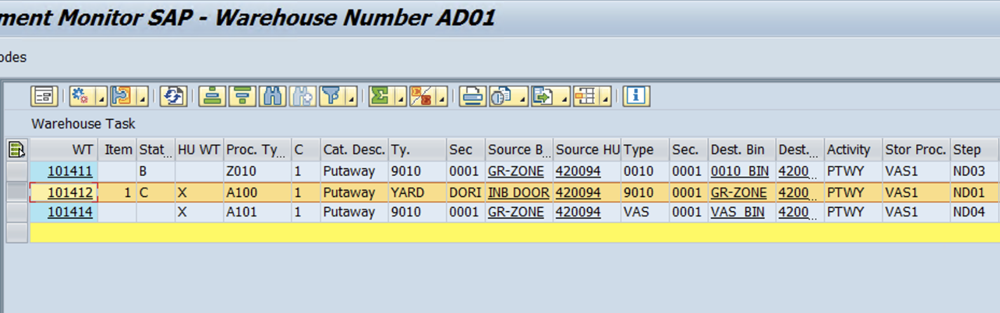 ment Monitor SAP - Warehouse Number AD01
odes
Warehouse Task
WT Item Stat... HU WT Proc. Ty... C Cat. Desc. Ty. Sec Source B... Source HU Type Sec. Dest. Bin Dest.... Activity Stor Proc. Step
101411 B Z010 1 Putaway 9010 0001 GR-ZONE 420094 0010 0001 0010 BIN 4200... PTWY VAS1 ND03
101412 1 C X A100 1 Putaway YARD DORI INB DOOR 420094 9010 0001 GR-ZONE 4200... PTWY VAS1 ND01
101414 X A101 1 Putaway 9010 0001 GR-ZONE 420094 VAS 0001 VAS BIN 4200... PTWY VAS1 ND04